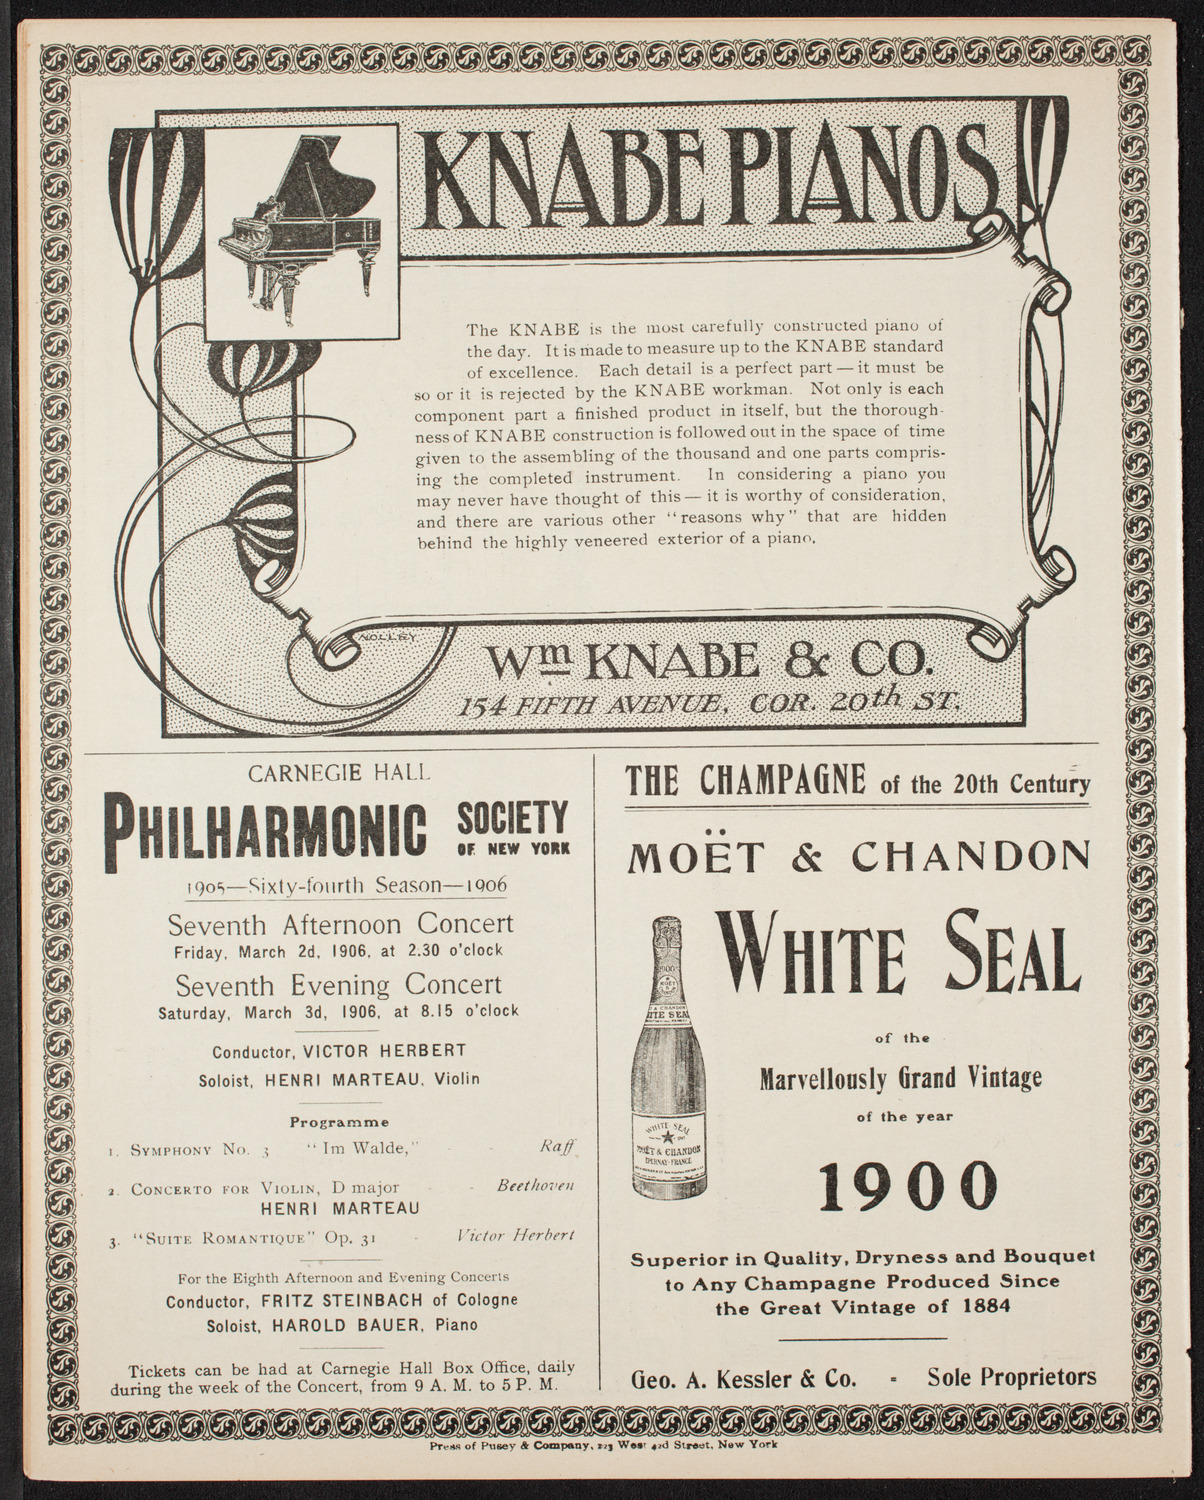 KNABE PIANOS
The KNABE is the most carefully constructed piano of
the day. It is made to measure up to the KNABE standard
of excellence. Each detail is a perfect part — it must be
so or it is rejected by the KNABE workman. Not only is each
component part a finished product in itself, but the thorough-
ness of KNABE construction is followed out in the space of time
given to the assembling of the thousand and one parts compris-
ing the completed instrument. In considering a piano you
may never have thought of this — it is worthy of consideration,
and there are various other "reasons why" that are hidden
behind the highly veneered exterior of a piano.
NOLLEY
Wm KNABE & CO.
154 FIFTH AVENUE, COR. 20th ST.
CARNEGIE HALL
PHILHARMONIC SOCIETY
OF NEW YORK
1905—Sixty-fourth Season—1906
Seventh Afternoon Concert
Friday, March 2d, 1906, at 2.30 o'clock
Seventh Evening Concert
Saturday, March 3d, 1906, at 8.15 o'clock
Conductor, VICTOR HERBERT
Soloist, HENRI MARTEAU, Violin
Programme
1. SYMPHONY No. 3 "Im Walde," - - Raff
2. CONCERTO FOR VIOLIN, D major - - Beethoven
HENRI MARTEAU
3. "SUITE ROMANTIQUE" Op. 31 - Victor Herbert
For the Eighth Afternoon and Evening Concerts
Conductor, FRITZ STEINBACH of Cologne
Soloist, HAROLD BAUER, Piano
Tickets can be had at Carnegie Hall Box Office, daily
during the week of the Concert, from 9 A. M. to 5 P. M.
THE CHAMPAGNE of the 20th Century
MOËT & CHANDON
WHITE SEAL
of the
Marvellously Grand Vintage
of the year
1900
WHITE SEAL
MOËT & CHANDON
EPERNAY-FRANCE
Superior in Quality, Dryness and Bouquet
to Any Champagne Produced Since
the Great Vintage of 1884
Geo. A. Kessler & Co. - Sole Proprietors
Press of Pusey & Company, 223 West 42d Street, New York